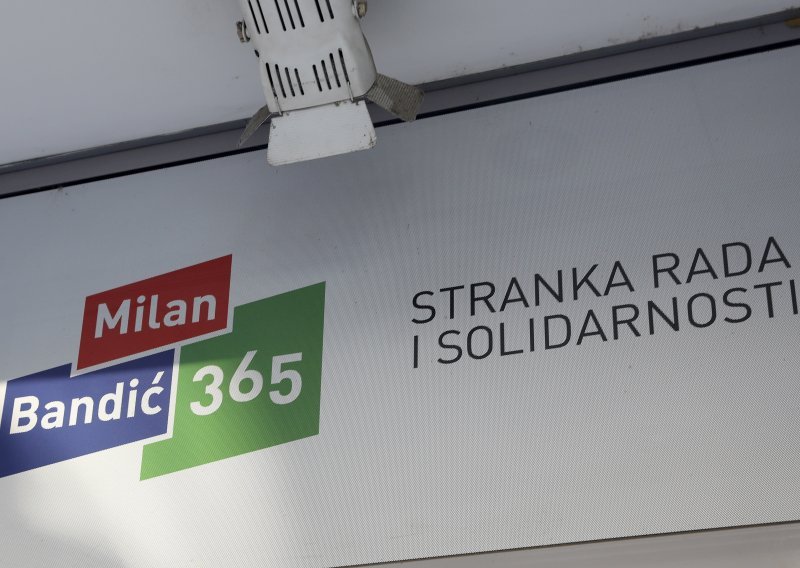 Milan
Bandić 365
STRANKA RADA
I SOLIDARNOSTI